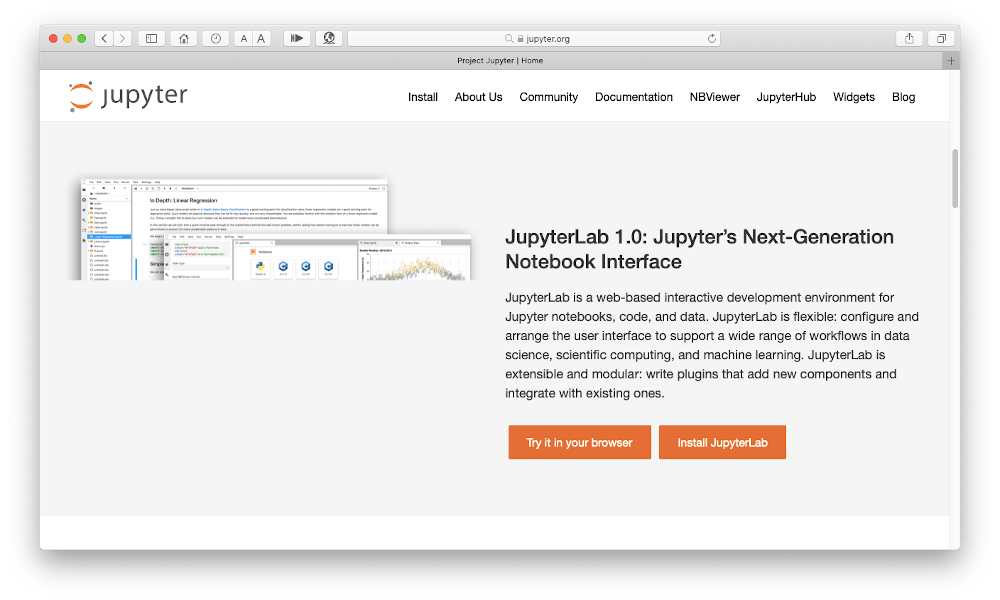 A A
jupyter.org
Project Jupyter | Home
jupyter
Install About Us Community Documentation NBViewer JupyterHub Widgets Blog
In Depth: Linear Regression
JupyterLab 1.0: Jupyter’s Next-Generation
Notebook Interface
JupyterLab is a web-based interactive development environment for
Jupyter notebooks, code, and data. JupyterLab is flexible: configure and
arrange the user interface to support a wide range of workflows in data
science, scientific computing, and machine learning. JupyterLab is
extensible and modular: write plugins that add new components and
integrate with existing ones.
Try it in your browser Install JupyterLab